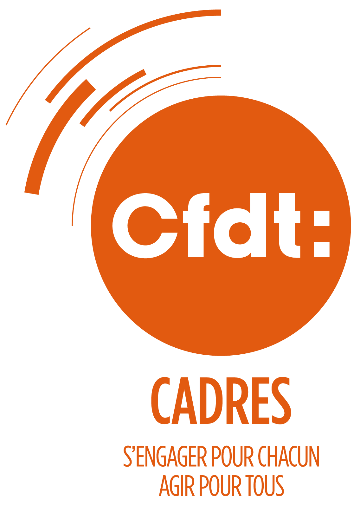 Cfdt:
CADRES
S'ENGAGER POUR CHACUN
AGIR POUR TOUS